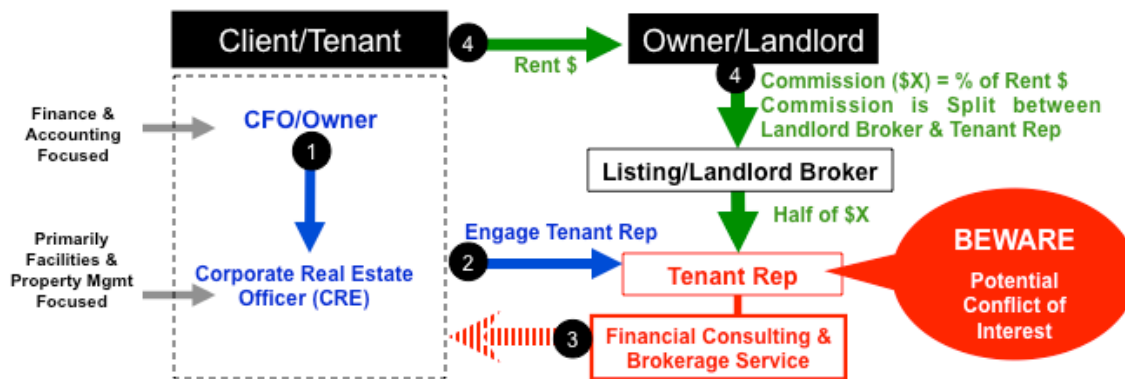 Client/Tenant
4
Rent $
Owner/Landlord
4
Commission ($X) = % of Rent $
Commission is Split between
Landlord Broker & Tenant Rep
Finance &
Accounting
Focused
CFO/Owner
1
Listing/Landlord Broker
Half of $X
Primarily
Facilities &
Property Mgmt
Focused
Corporate Real Estate
Officer (CRE)
Engage Tenant Rep
2
Tenant Rep
BEWARE
Potential
Conflict of
Interest
3
Financial Consulting &
Brokerage Service